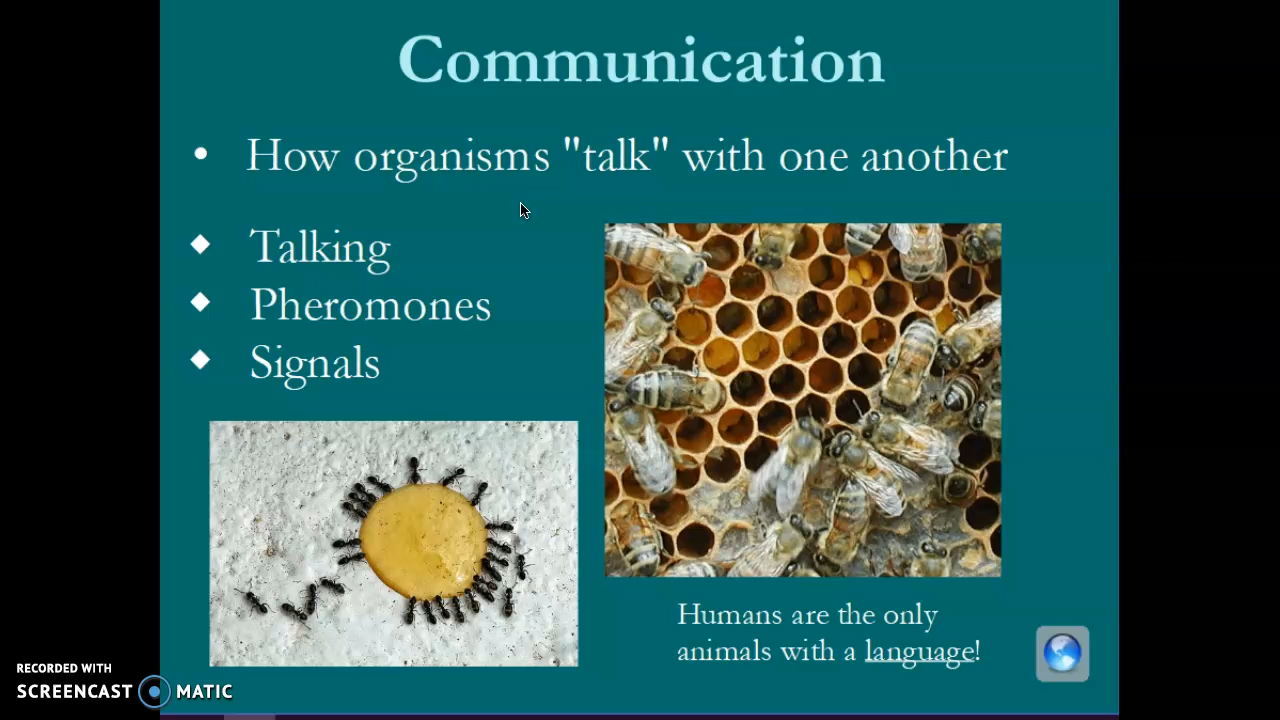 Communication
• How organisms "talk" with one another
◆ Talking
◆ Pheromones
◆ Signals
Humans are the only
animals with a language!
RECORDED WITH
SCREENCAST MATIC